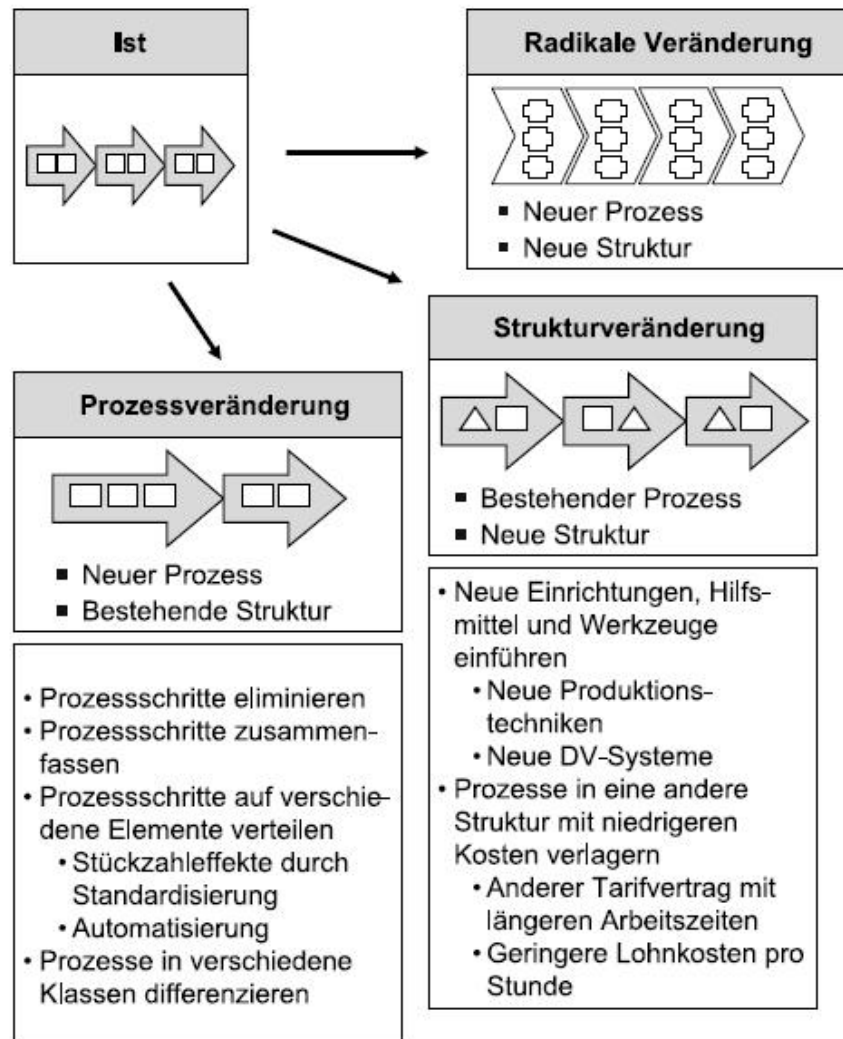 Ist
Radikale Veränderung
▪ Neuer Prozess
▪ Neue Struktur
Strukturveränderung
▪ Bestehender Prozess
▪ Neue Struktur
• Neue Einrichtungen, Hilfs-
mittel und Werkzeuge
einführen
• Neue Produktions-
techniken
• Neue DV-Systeme
• Prozesse in eine andere
Struktur mit niedrigeren
Kosten verlagern
• Anderer Tarifvertrag mit
längeren Arbeitszeiten
• Geringere Lohnkosten pro
Stunde
Prozessveränderung
▪ Neuer Prozess
▪ Bestehende Struktur
• Prozessschritte eliminieren
• Prozessschritte zusammen-
fassen
• Prozessschritte auf verschie-
dene Elemente verteilen
• Stückzahleffekte durch
Standardisierung
• Automatisierung
• Prozesse in verschiedene
Klassen differenzieren